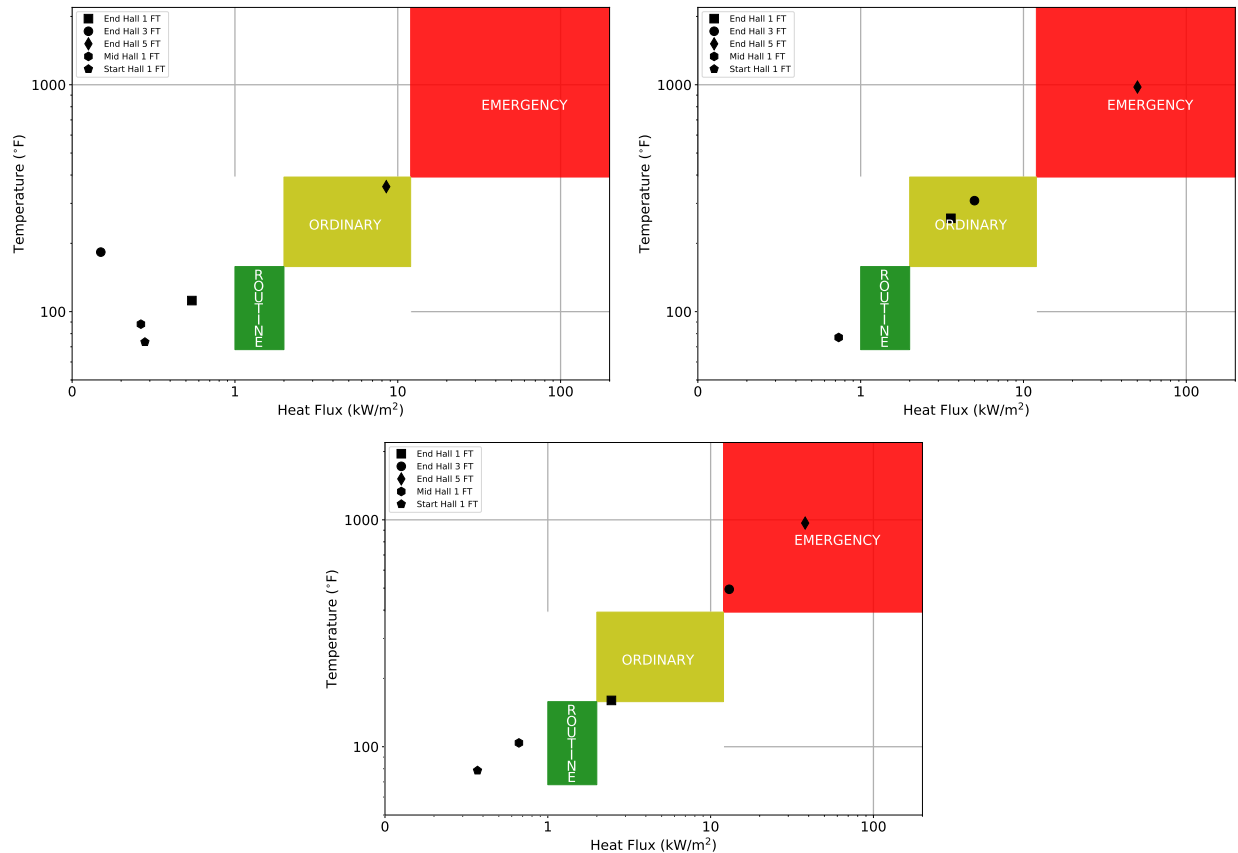 End Hall 1 FT
End Hall 3 FT
End Hall 5 FT
Mid Hall 1 FT
Start Hall 1 FT
1000
100
Temperature (°F)
EMERGENCY
ORDINARY
ROUTINE
0 1 10 100
Heat Flux (kW/m²)
End Hall 1 FT
End Hall 3 FT
End Hall 5 FT
Mid Hall 1 FT
Start Hall 1 FT
1000
100
Temperature (°F)
EMERGENCY
ORDINARY
ROUTINE
0 1 10 100
Heat Flux (kW/m²)
End Hall 1 FT
End Hall 3 FT
End Hall 5 FT
Mid Hall 1 FT
Start Hall 1 FT
1000
100
Temperature (°F)
EMERGENCY
ORDINARY
ROUTINE
0 1 10 100
Heat Flux (kW/m²)